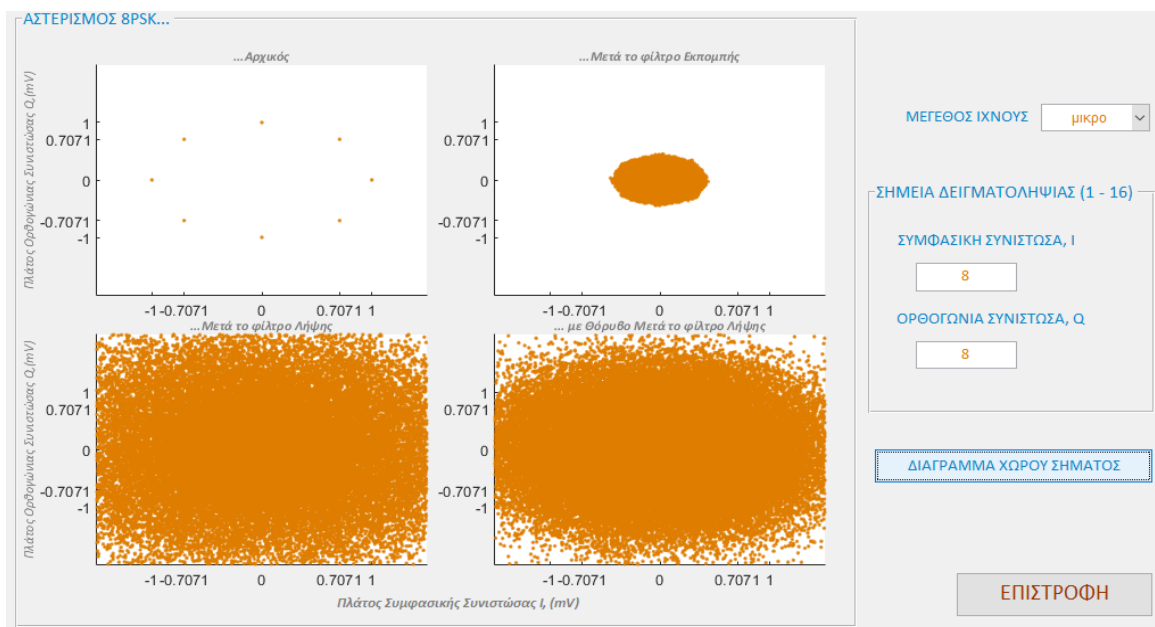 ΑΣΤΕΡΙΣΜΟΣ 8PSK...
...Αρχικός
...Μετά το φίλτρο Εκπομπής
Πλάτος Ορθογώνιας Συνιστώσας Q,(mV)
1
0.7071
0
-0.7071
-1
-1
-0.7071
0
0.7071
1
1
0.7071
0
-0.7071
-1
-1
-0.7071
0
0.7071
1
...Μετά το φίλτρο Λήψης
... με Θόρυβο Μετά το φίλτρο Λήψης
Πλάτος Ορθογώνιας Συνιστώσας Q,(mV)
1
0.7071
0
-0.7071
-1
-1
-0.7071
0
0.7071
1
1
0.7071
0
-0.7071
-1
-1
-0.7071
0
0.7071
1
Πλάτος Συμφασικής Συνιστώσας I, (mV)
ΜΕΓΕΘΟΣ ΙΧΝΟΥΣ
μικρο
ΣΗΜΕΙΑ ΔΕΙΓΜΑΤΟΛΗΨΙΑΣ (1 - 16)
ΣΥΜΦΑΣΙΚΗ ΣΥΝΙΣΤΩΣΑ, I
8
ΟΡΘΟΓΩΝΙΑ ΣΥΝΙΣΤΩΣΑ, Q
8
ΔΙΑΓΡΑΜΜΑ ΧΩΡΟΥ ΣΗΜΑΤΟΣ
ΕΠΙΣΤΡΟΦΗ